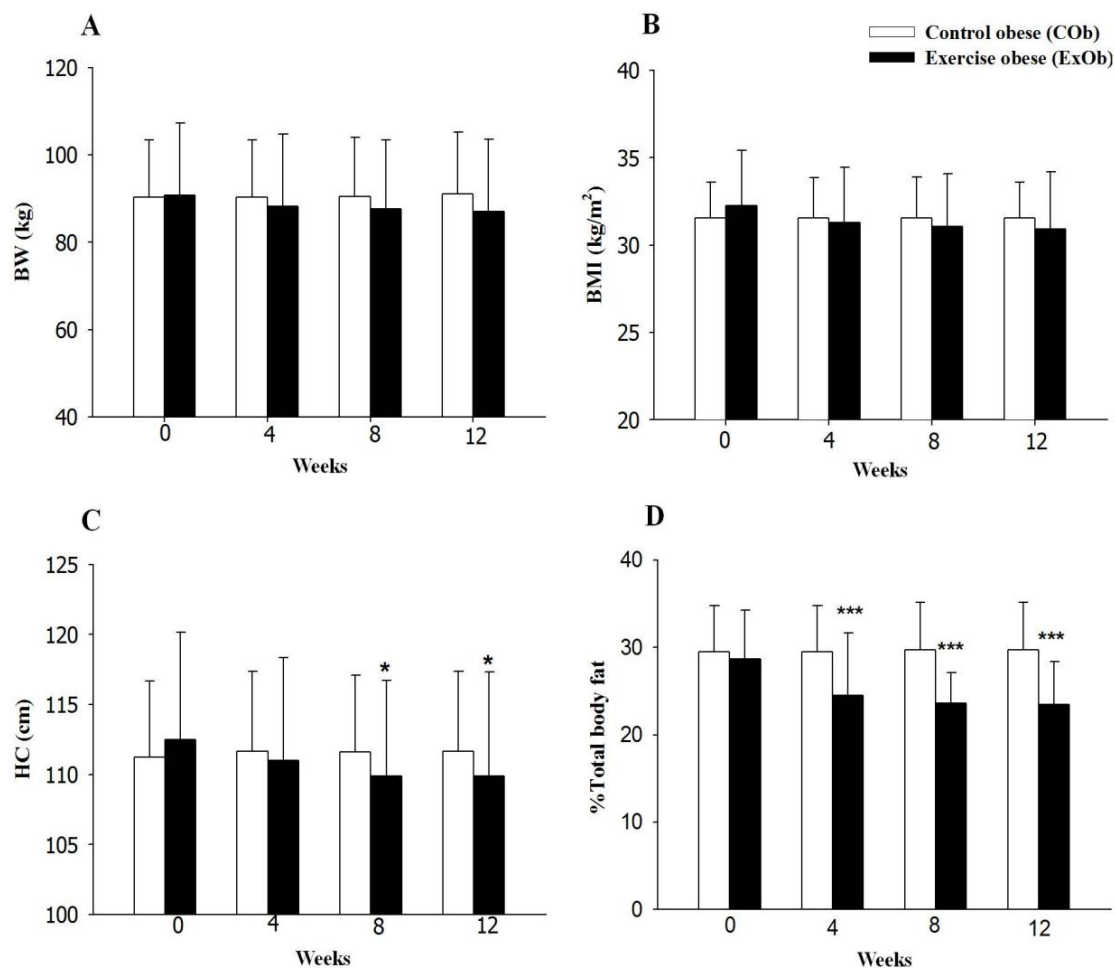 A
BW (kg)
120
100
80
60
40
0 4 8 12
Weeks
B
Control obese (COb)
Exercise obese (ExOb)
BMI (kg/m²)
40
35
30
25
20
0 4 8 12
Weeks
C
HC (cm)
125
120
115
110
105
100
* *
0 4 8 12
Weeks
D
%Total body fat
40
30
20
10
0
*** *** ***
0 4 8 12
Weeks